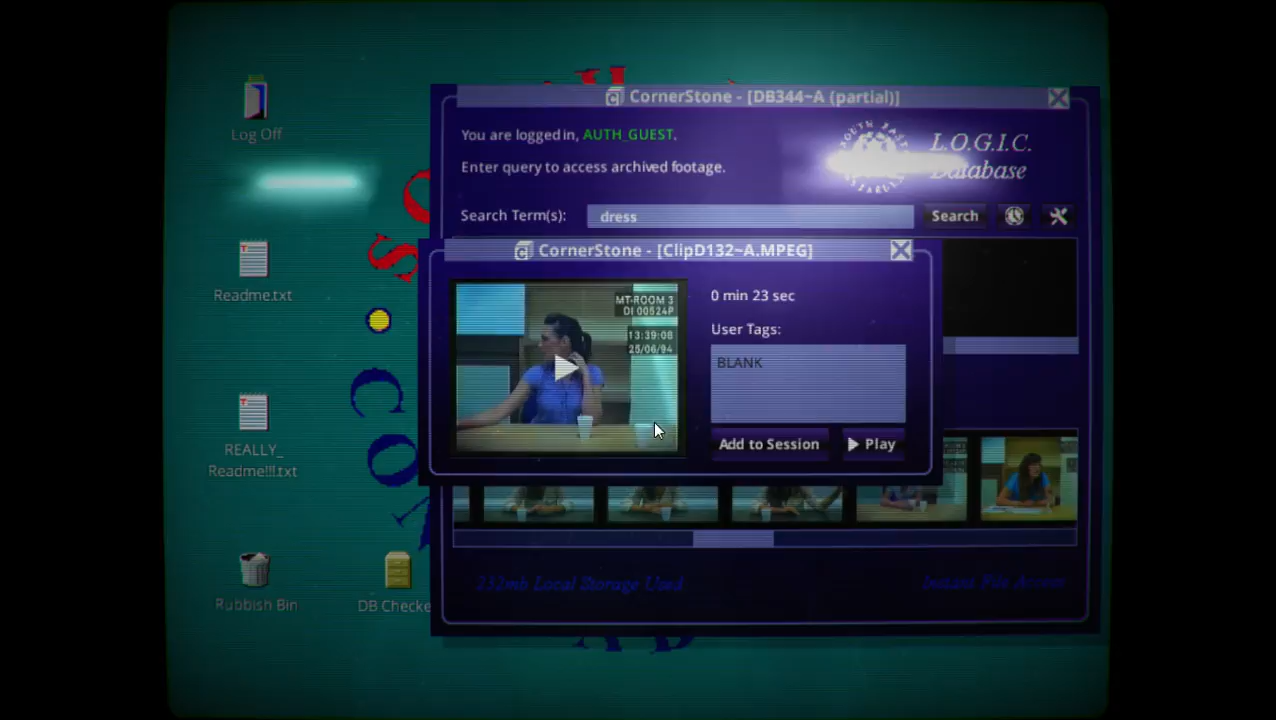 Log Off
Readme.txt
REALLY_
Readme!!!.txt
Rubbish Bin
DB Checke
CornerStone - [DB344~A (partial)]
You are logged in, AUTH_GUEST.
Enter query to access archived footage.
L.O.G.I.C.
Database
Search Term(s):
dress
Search
CornerStone - [ClipD132~A.MPEG]
MT-ROOM 3
DI 00524P
13:39:08
25/06/94
0 min 23 sec
User Tags:
BLANK
Add to Session
Play
Local Storage Used
Instant File Access